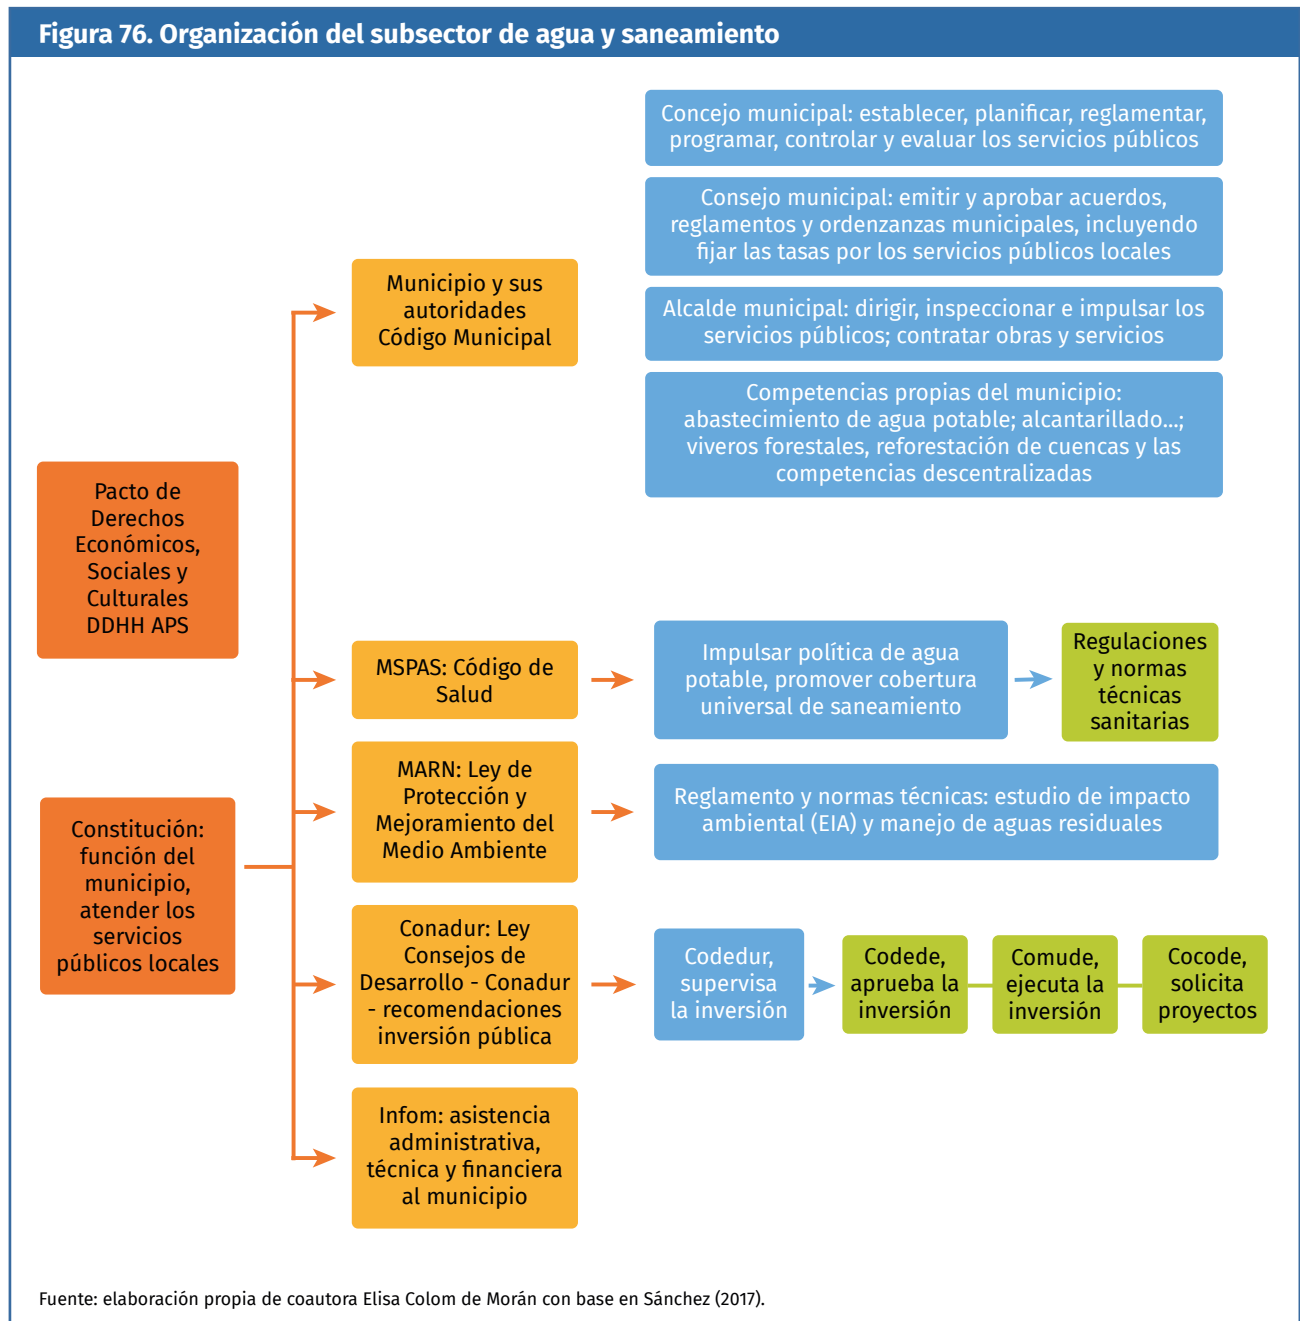 Figura 76. Organización del subsector de agua y saneamiento
Concejo municipal: establecer, planificar, reglamentar,
programar, controlar y evaluar los servicios públicos
Consejo municipal: emitir y aprobar acuerdos,
reglamentos y ordenzanzas municipales, incluyendo
fijar las tasas por los servicios públicos locales
Municipio y sus
autoridades
Código Municipal
Alcalde municipal: dirigir, inspeccionar e impulsar los
servicios públicos; contratar obras y servicios
Competencias propias del municipio:
abastecimiento de agua potable; alcantarillado...;
viveros forestales, reforestación de cuencas y las
competencias descentralizadas
Pacto de
Derechos
Económicos,
Sociales y
Culturales
DDHH APS
MSPAS: Código de
Salud
Impulsar política de agua
potable, promover cobertura
universal de saneamiento
Regulaciones
y normas
técnicas
sanitarias
MARN: Ley de
Protección y
Mejoramiento del
Medio Ambiente
Reglamento y normas técnicas: estudio de impacto
ambiental (EIA) y manejo de aguas residuales
Constitución:
función del
municipio,
atender los
servicios
públicos locales
Conadur: Ley
Consejos de
Desarrollo - Conadur
- recomendaciones
inversión pública
Codedur,
supervisa
la inversión
Codede,
aprueba la
inversión
Comude,
ejecuta la
inversión
Cocode,
solicita
proyectos
Infom: asistencia
administrativa,
técnica y financiera
al municipio
Fuente: elaboración propia de coautora Elisa Colom de Morán con base en Sánchez (2017).